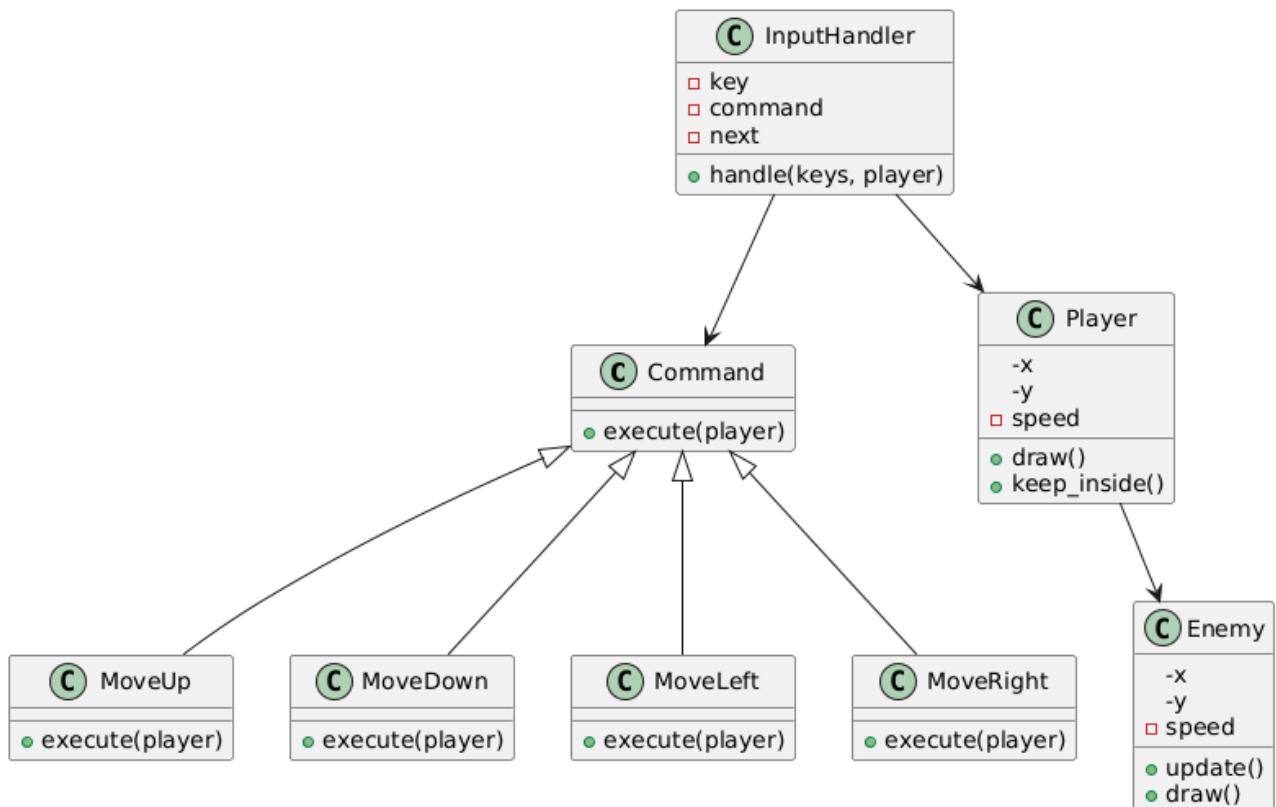 C InputHandler
key
command
next
handle(keys, player)
C Command
execute(player)
C Player
-x
-y
speed
draw()
keep_inside()
C MoveUp
execute(player)
C MoveDown
execute(player)
C MoveLeft
execute(player)
C MoveRight
execute(player)
C Enemy
-x
-y
speed
update()
draw()